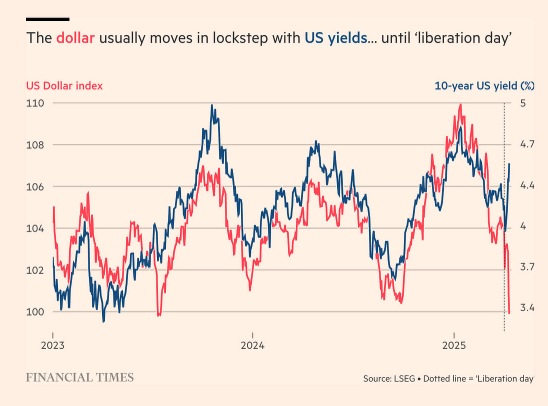 The dollar usually moves in lockstep with US yields... until ‘liberation day’
US Dollar index 10-year US yield (%)
110 5
108 4.7
106 4.4
104 4
102 3.7
100 3.4
2023 2024 2025
FINANCIAL TIMES Source: LSEG • Dotted line = ‘Liberation day